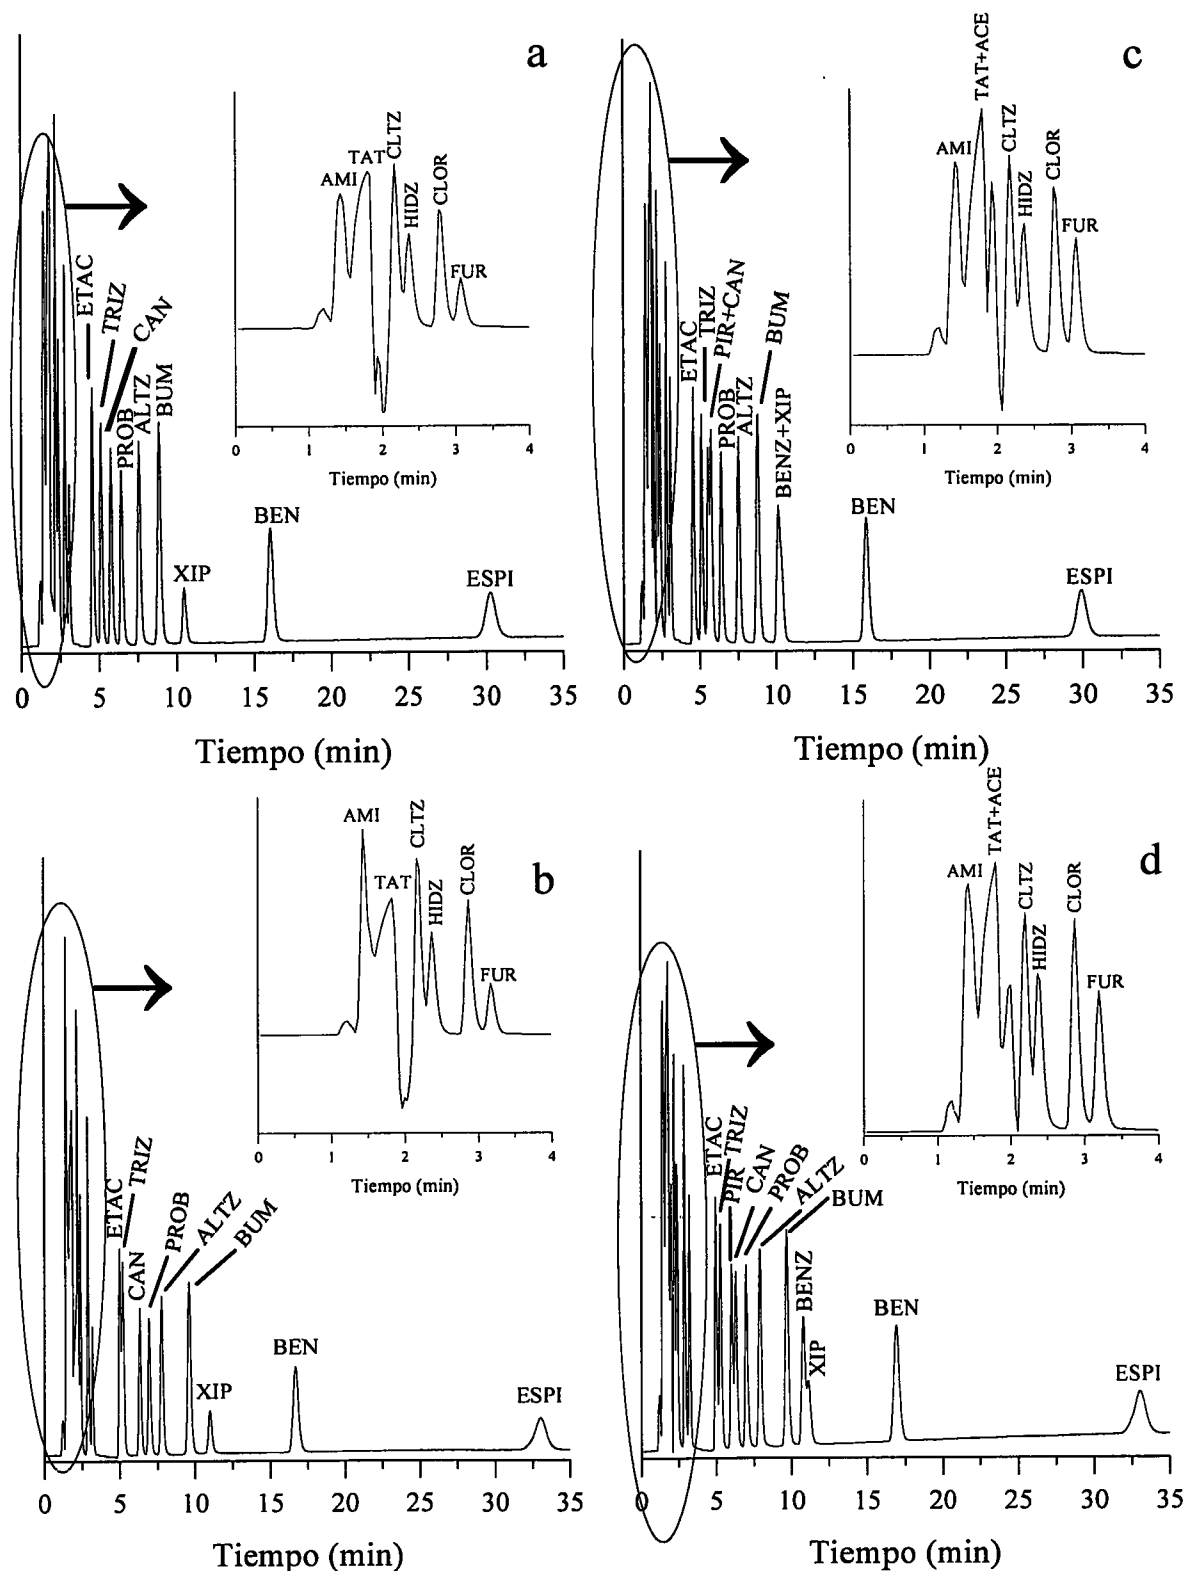 a
AMI
TAT
CLTZ
HIDZ
CLOR
FUR
0 1 2 3 4
Tiempo (min)
ETAC
TRIZ
CAN
PROB
ALTZ
BUM
XIP
BEN
ESPI
0 5 10 15 20 25 30 35
Tiempo (min)
c
AMI
TAT+ACE
CLTZ
HIDZ
CLOR
FUR
0 1 2 3 4
Tiempo (min)
ETAC
TRIZ
PIR+CAN
PROB
ALTZ
BUM
BENZ+XIP
BEN
ESPI
0 5 10 15 20 25 30 35
Tiempo (min)
b
AMI
TAT
CLTZ
HIDZ
CLOR
FUR
0 1 2 3 4
Tiempo (min)
ETAC
TRIZ
CAN
PROB
ALTZ
BUM
XIP
BEN
ESPI
0 5 10 15 20 25 30 35
Tiempo (min)
d
AMI
TAT+ACE
CLTZ
HIDZ
CLOR
FUR
0 1 2 3 4
Tiempo (min)
ETAC
TRIZ
PIR
CAN
PROB
ALTZ
BUM
BENZ
XIP
BEN
ESPI
0 5 10 15 20 25 30 35
Tiempo (min)